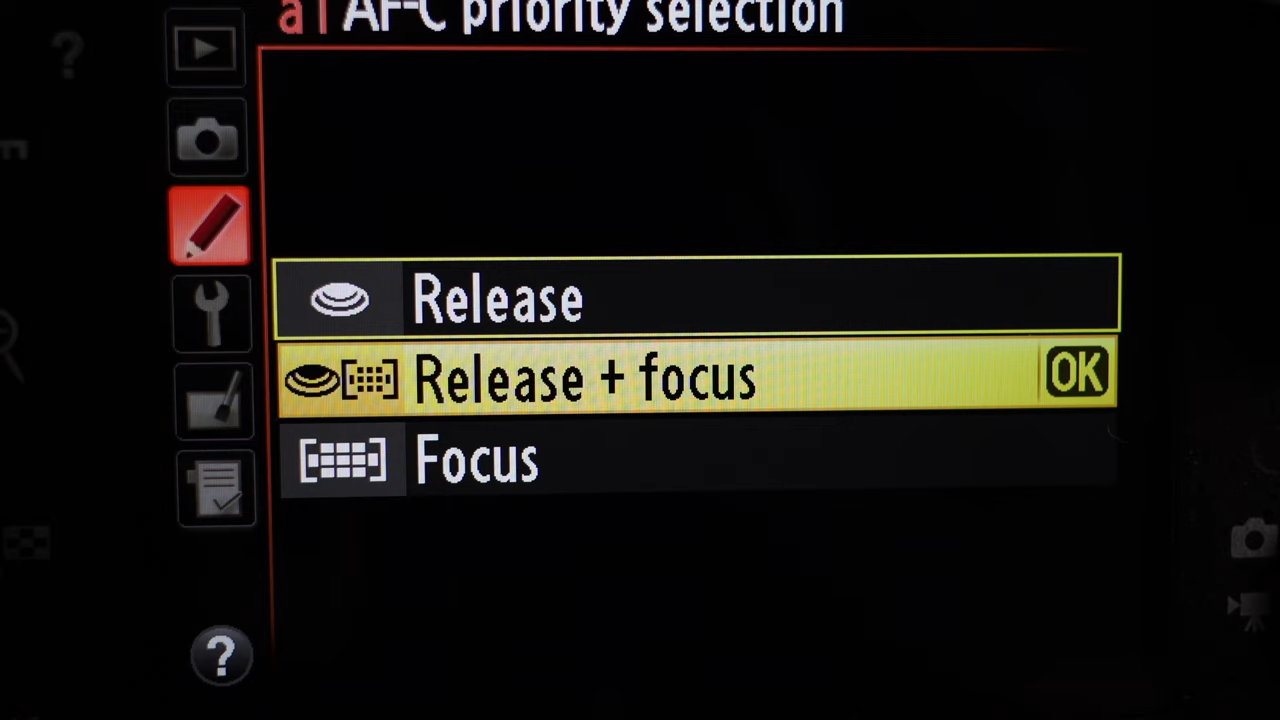 a1 AF-C priority selection
Release
Release + focus OK
Focus
?
?